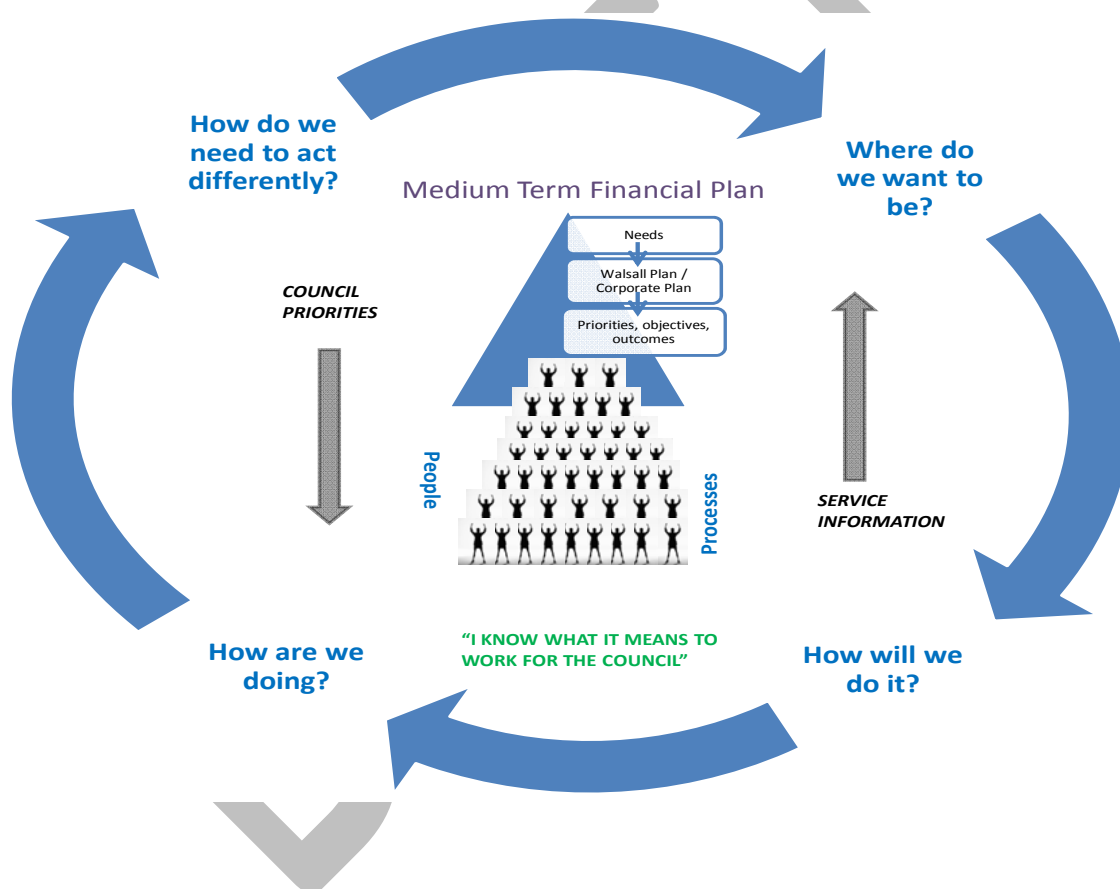 How do we
need to act
differently?
Where do
we want to
be?
Medium Term Financial Plan
Needs
Walsall Plan /
Corporate Plan
Priorities, objectives,
outcomes
COUNCIL
PRIORITIES
People
Processes
SERVICE
INFORMATION
"I KNOW WHAT IT MEANS TO
WORK FOR THE COUNCIL"
How are we
doing?
How will we
do it?